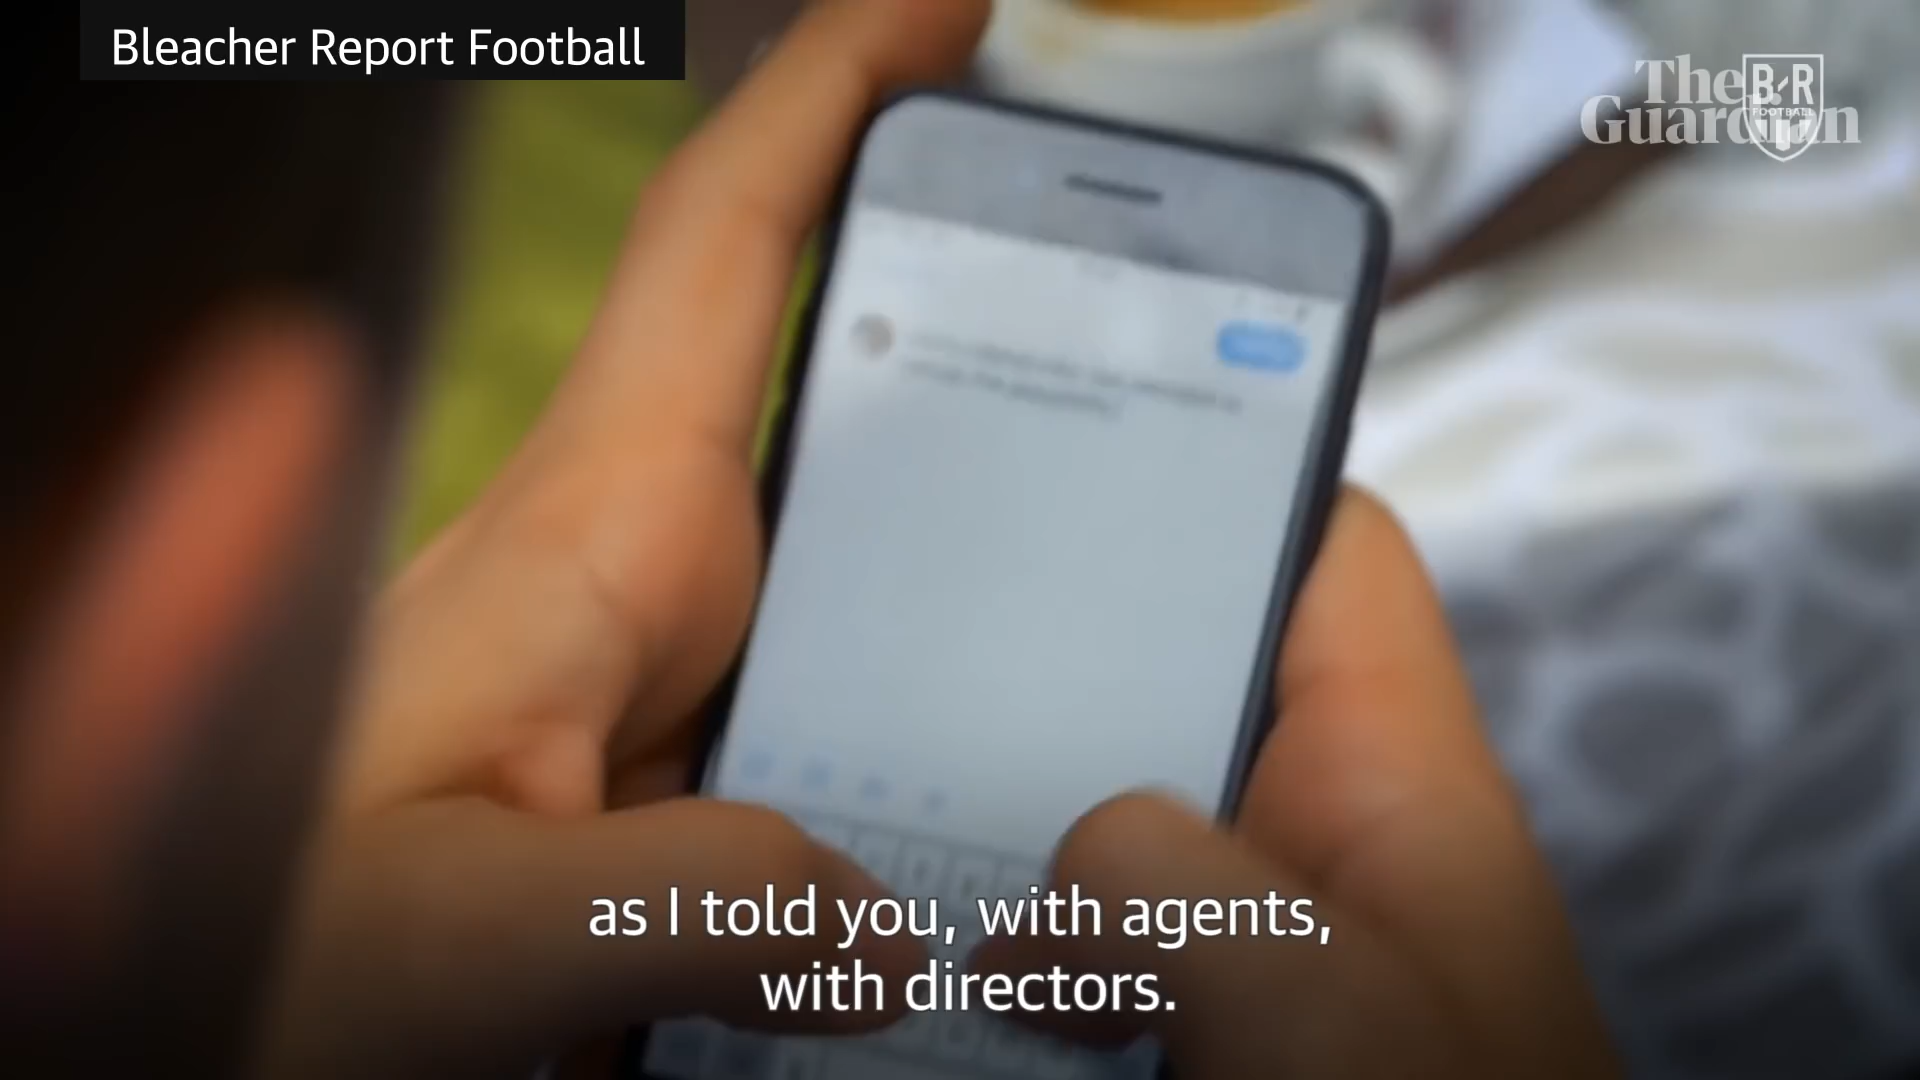 Bleacher Report Football
The
Guardian
B R
FOOTBALL
as I told you, with agents,
with directors.